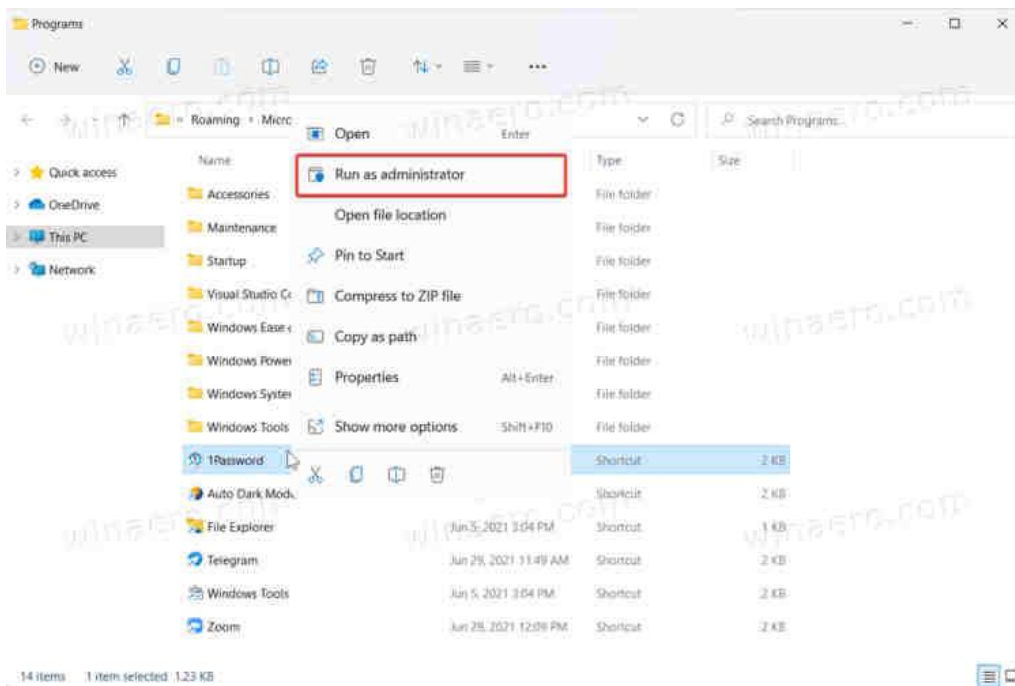 Programs
New
Roaming › Micro
Search Programs
Name Type Size
Quick access
OneDrive
This PC
Network
Open Enter
Run as administrator
Open file location
Pin to Start
Compress to ZIP file
Copy as path
Properties Alt+Enter
Show more options Shift+F10
Accessories File folder
Maintenance File folder
Startup File folder
Visual Studio Co File folder
Windows Ease File folder
Windows Power File folder
Windows System File folder
Windows Tools File folder
1Password Shortcut 2 KB
Auto Dark Mode Shortcut 2 KB
File Explorer Jun 5, 2021 3:04 PM Shortcut 1 KB
Telegram Jun 29, 2021 11:49 AM Shortcut 2 KB
Windows Tools Jun 5, 2021 3:04 PM Shortcut 2 KB
Zoom Jun 29, 2021 12:09 PM Shortcut 2 KB
14 items 1 item selected 1.23 KB
winaero.com